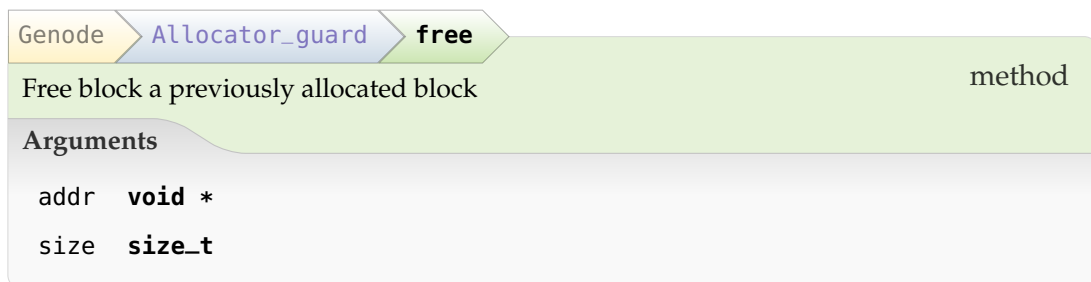 Genode Allocator_guard free
method
Free block a previously allocated block
Arguments
addr void *
size size_t